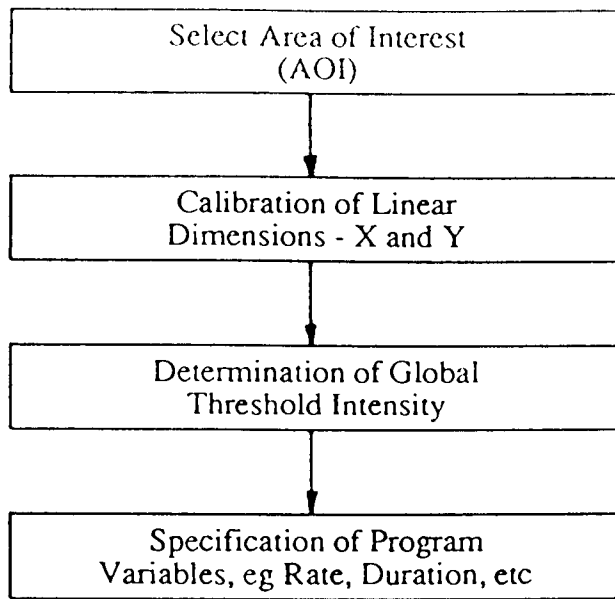 Select Area of Interest
(AOI)
Calibration of Linear
Dimensions - X and Y
Determination of Global
Threshold Intensity
Specification of Program
Variables, eg Rate, Duration, etc